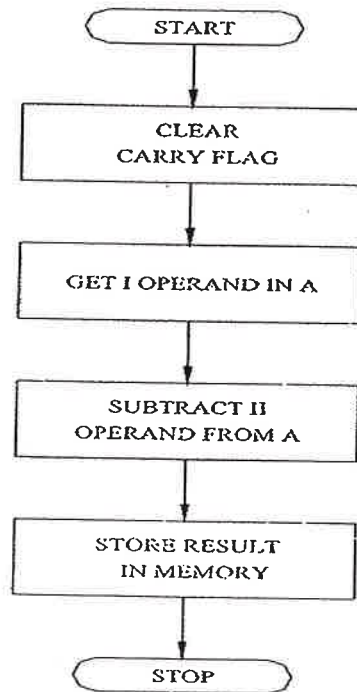 START
CLEAR
CARRY FLAG
GET I OPERAND IN A
SUBTRACT II
OPERAND FROM A
STORE RESULT
IN MEMORY
STOP